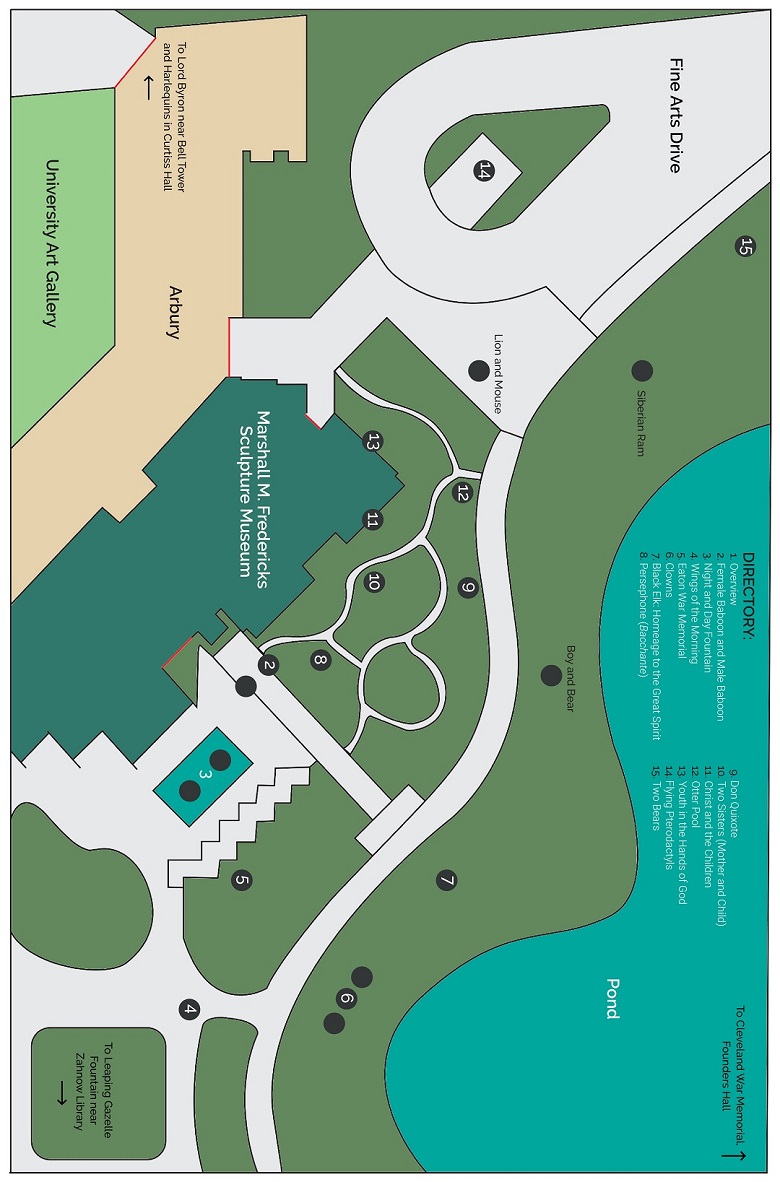 Fine Arts Drive
14
15
To Lord Byron near Bell Tower
and Harlequins in Curtiss Hall
University Art Gallery
Arbury
Lion and Mouse
Siberian Ram
Marshall M. Fredericks
Sculpture Museum
13
12
11
10
9
8
2
Boy and Bear
3
5
7
6
4
DIRECTORY:
1 Overview
2 Female Baboon and Male Baboon
3 Night and Day Fountain
4 Wings of the Morning
5 Eaton War Memorial
6 Clowns
7 Black Elk: Homeage to the Great Spirit
8 Persephone (Bacchante)
9. Don Quixote
10. Two Sisters (Mother and Child)
11. Christ and the Children
12. Otter Pool
13. Youth in the Hands of God
14 Flying Pterodactyls
15. Two Bears
Pond
To Cleveland War Memorial,
Founders Hall
To Leaping Gazelle
Fountain near
Zahnow Library